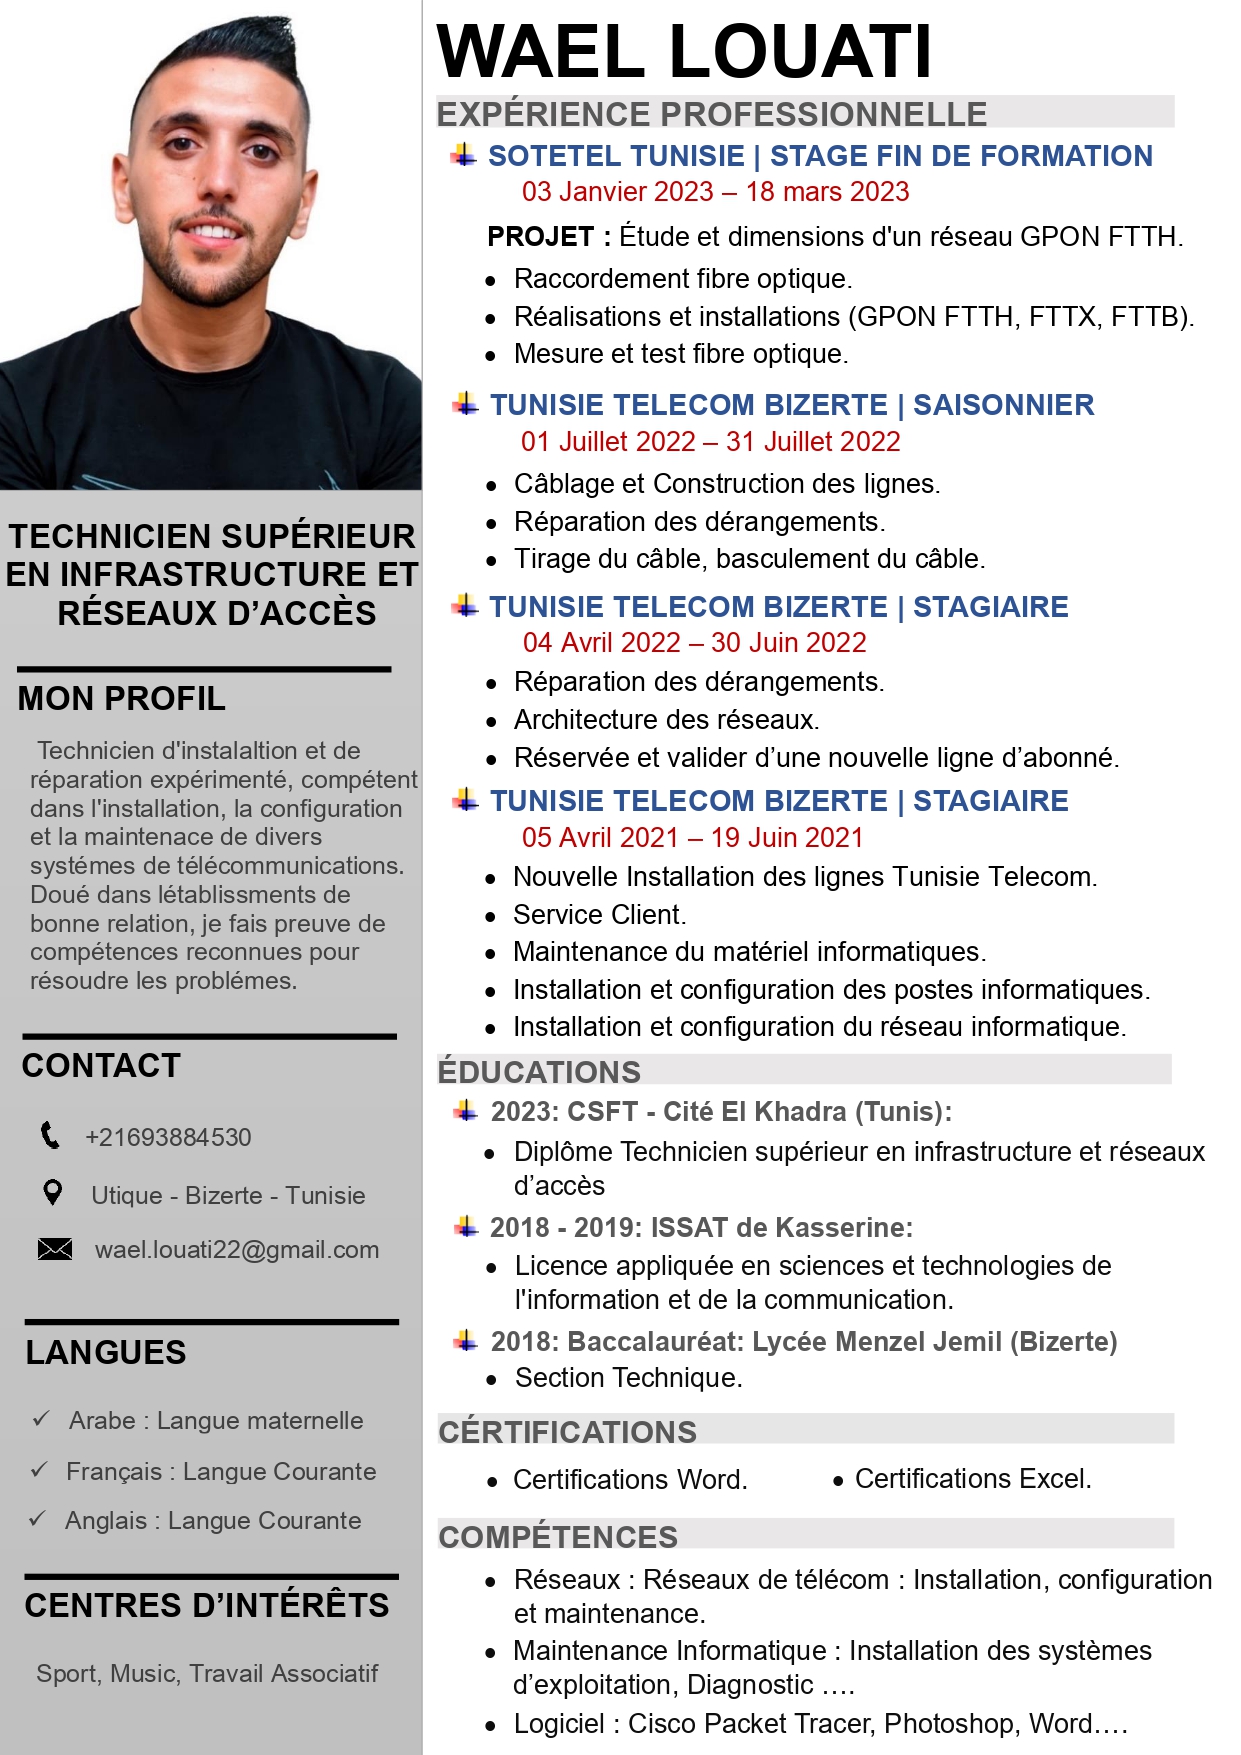 WAEL LOUATI
EXPÉRIENCE PROFESSIONNELLE
SOTETEL TUNISIE | STAGE FIN DE FORMATION
03 Janvier 2023 – 18 mars 2023
PROJET : Étude et dimensions d'un réseau GPON FTTH.
• Raccordement fibre optique.
• Réalisations et installations (GPON FTTH, FTTX, FTTB).
• Mesure et test fibre optique.
TUNISIE TELECOM BIZERTE | SAISONNIER
01 Juillet 2022 – 31 Juillet 2022
• Câblage et Construction des lignes.
• Réparation des dérangements.
• Tirage du câble, basculement du câble.
TUNISIE TELECOM BIZERTE | STAGIAIRE
04 Avril 2022 – 30 Juin 2022
• Réparation des dérangements.
• Architecture des réseaux.
• Réservée et valider d’une nouvelle ligne d’abonné.
TUNISIE TELECOM BIZERTE | STAGIAIRE
05 Avril 2021 – 19 Juin 2021
• Nouvelle Installation des lignes Tunisie Telecom.
• Service Client.
• Maintenance du matériel informatiques.
• Installation et configuration des postes informatiques.
• Installation et configuration du réseau informatique.
ÉDUCATIONS
2023: CSFT - Cité El Khadra (Tunis):
• Diplôme Technicien supérieur en infrastructure et réseaux
d’accès
2018 - 2019: ISSAT de Kasserine:
• Licence appliquée en sciences et technologies de
l'information et de la communication.
2018: Baccalauréat: Lycée Menzel Jemil (Bizerte)
• Section Technique.
CÉRTIFICATIONS
• Certifications Word.
• Certifications Excel.
COMPÉTENCES
• Réseaux : Réseaux de télécom : Installation, configuration
et maintenance.
• Maintenance Informatique : Installation des systèmes
d’exploitation, Diagnostic ….
• Logiciel : Cisco Packet Tracer, Photoshop, Word….
TECHNICIEN SUPÉRIEUR
EN INFRASTRUCTURE ET
RÉSEAUX D’ACCÈS
MON PROFIL
Technicien d'instalaltion et de
réparation expérimenté, compétent
dans l'installation, la configuration
et la maintenace de divers
systémes de télécommunications.
Doué dans létablissments de
bonne relation, je fais preuve de
compétences reconnues pour
résoudre les problémes.
CONTACT
+21693884530
Utique - Bizerte - Tunisie
wael.louati22@gmail.com
LANGUES
✓ Arabe : Langue maternelle
✓ Français : Langue Courante
✓ Anglais : Langue Courante
CENTRES D’INTÉRÊTS
Sport, Music, Travail Associatif